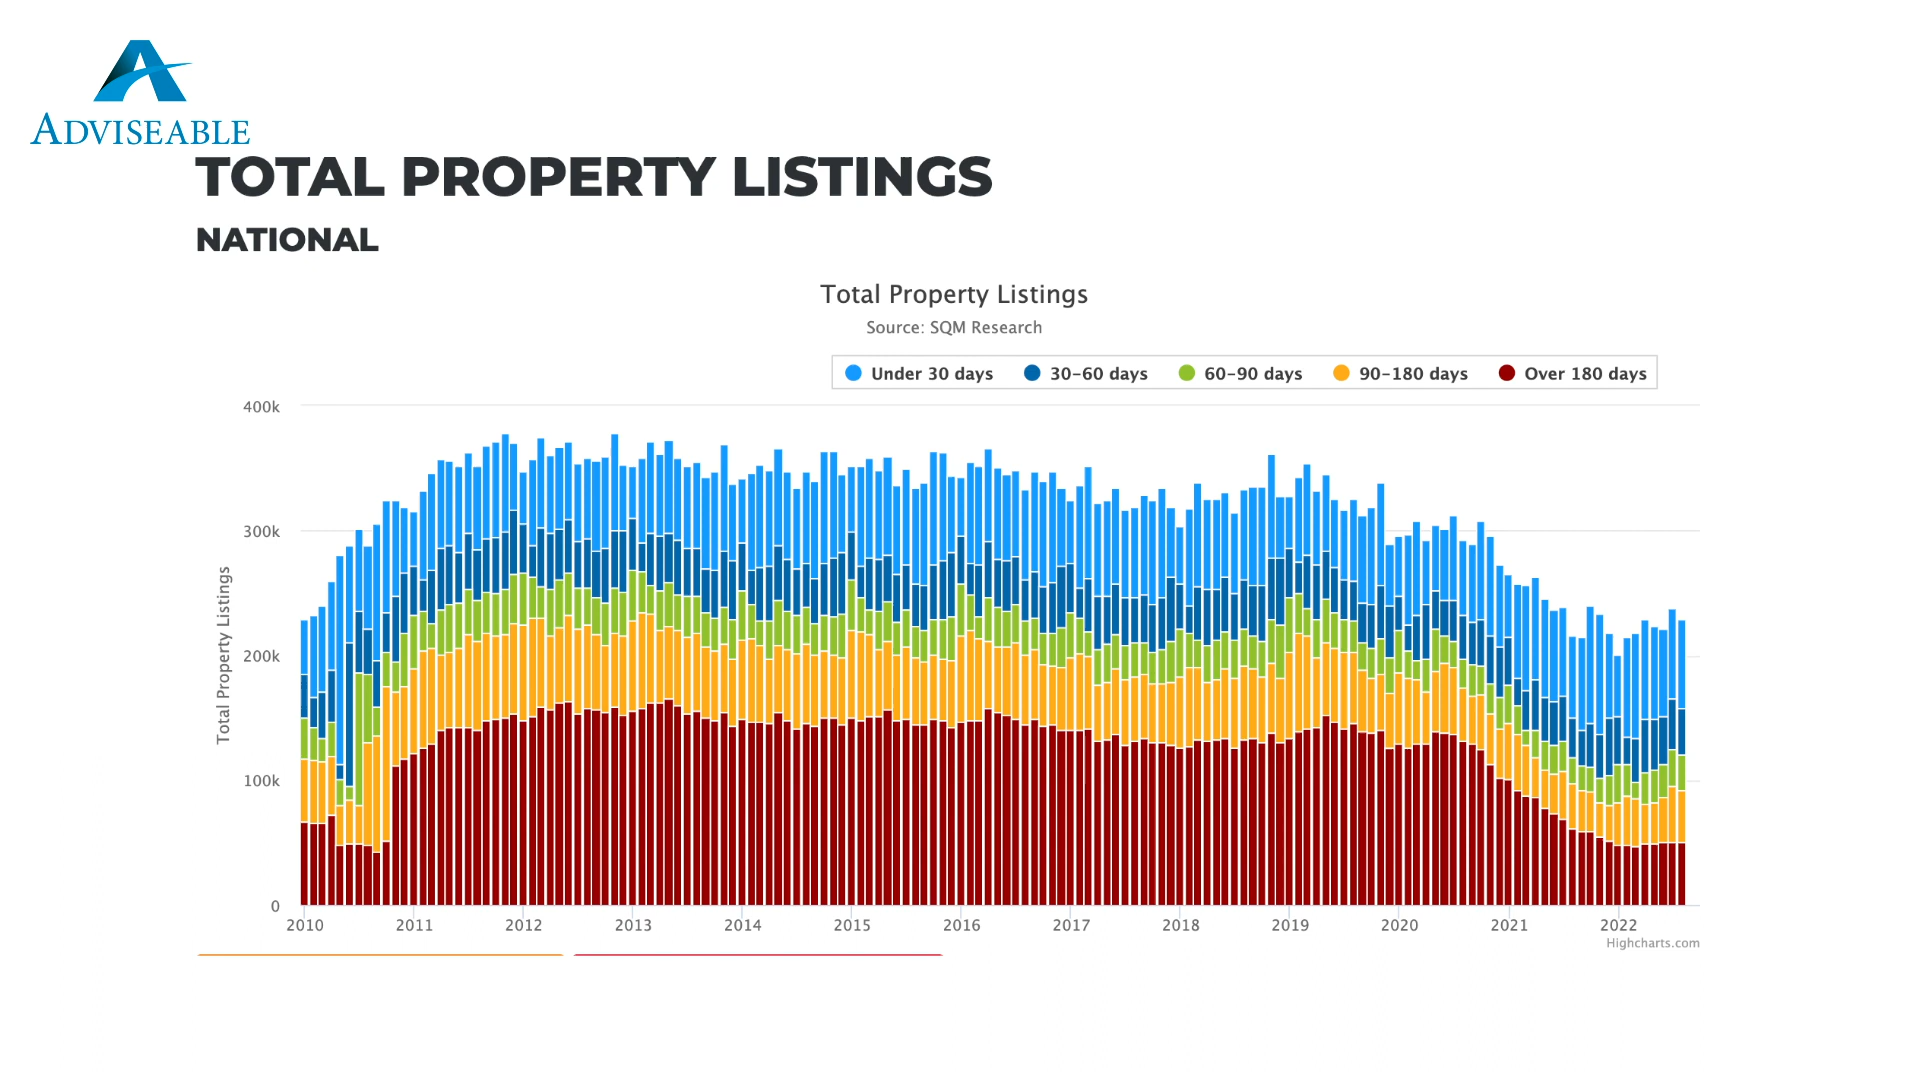 ADVISEABLE
TOTAL PROPERTY LISTINGS
NATIONAL
Total Property Listings
Source: SQM Research
Under 30 days 30-60 days 60-90 days 90-180 days Over 180 days
Total Property Listings
400k
300k
200k
100k
0
2010 2011 2012 2013 2014 2015 2016 2017 2018 2019 2020 2021 2022
Highcharts.com